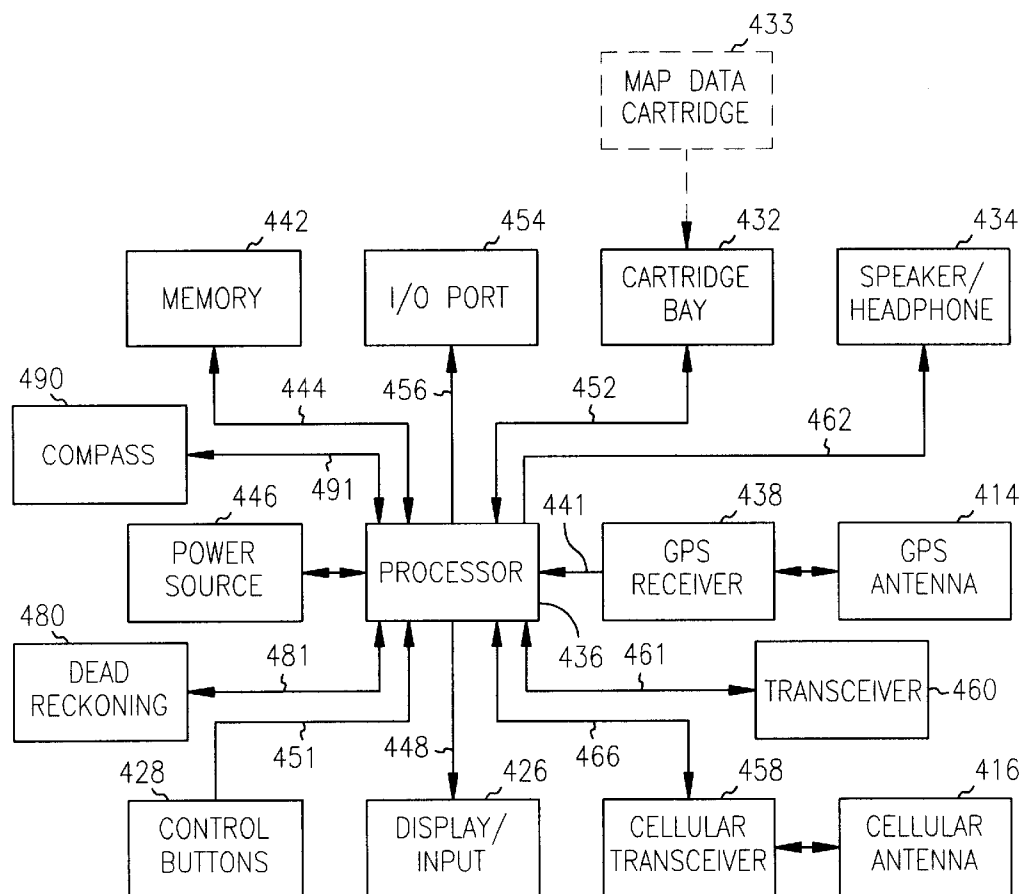 433
MAP DATA
CARTRIDGE
442
454
432
434
MEMORY
I/O PORT
CARTRIDGE
BAY
SPEAKER/
HEADPHONE
490
444
456
452
462
COMPASS
491
446
441
438
414
POWER
SOURCE
PROCESSOR
GPS
RECEIVER
GPS
ANTENNA
480
436
DEAD
RECKONING
481
461
TRANSCEIVER
460
451
448
466
428
426
458
416
CONTROL
BUTTONS
DISPLAY/
INPUT
CELLULAR
TRANSCEIVER
CELLULAR
ANTENNA